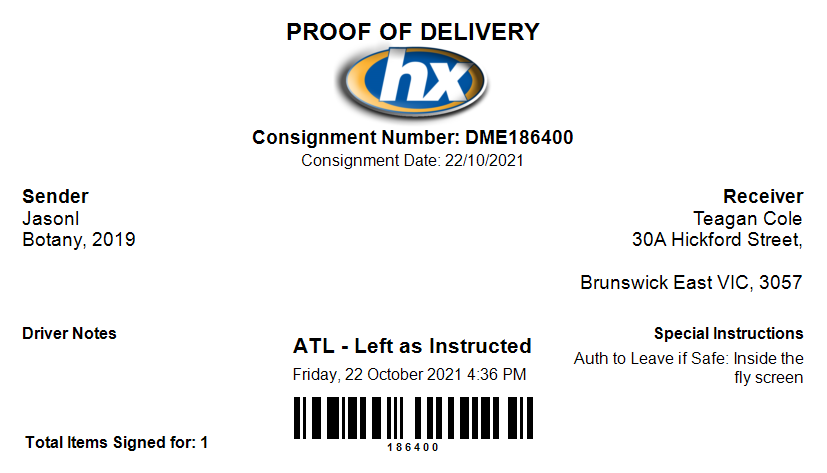 PROOF OF DELIVERY
hx
Consignment Number: DME186400
Consignment Date: 22/10/2021
Sender
JasonI
Botany, 2019
Receiver
Teagan Cole
30A Hickford Street,
Brunswick East VIC, 3057
Driver Notes
ATL - Left as Instructed
Friday, 22 October 2021 4:36 PM
186400
Special Instructions
Auth to Leave if Safe: Inside the
fly screen
Total Items Signed for: 1